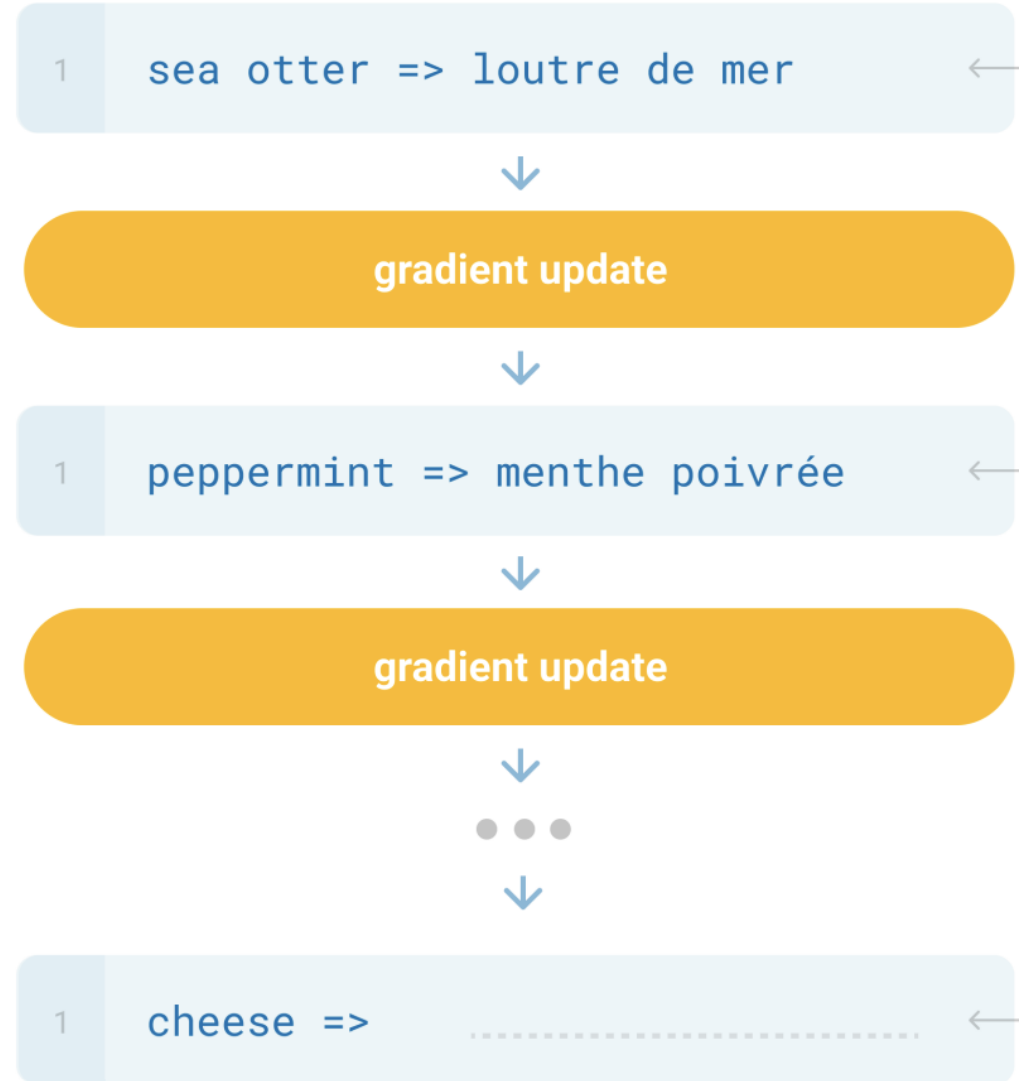 1 sea otter => loutre de mer
gradient update
1 peppermint => menthe poivrée
gradient update
1 cheese =>